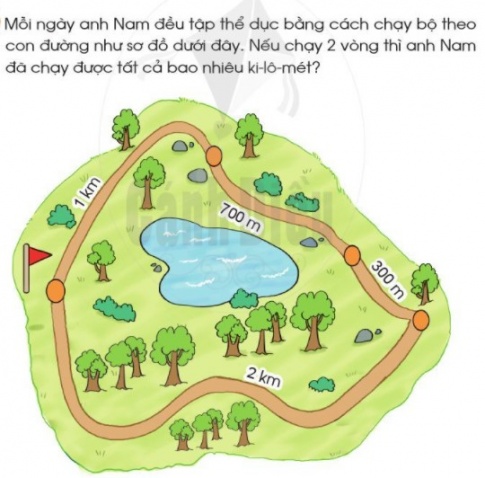 Mỗi ngày anh Nam đều tập thể dục bằng cách chạy bộ theo
con đường như sơ đồ dưới đây. Nếu chạy 2 vòng thì anh Nam
đã chạy được tất cả bao nhiêu ki-lô-mét?
1 km
700 m
Cánh Diều
300 m
2 km